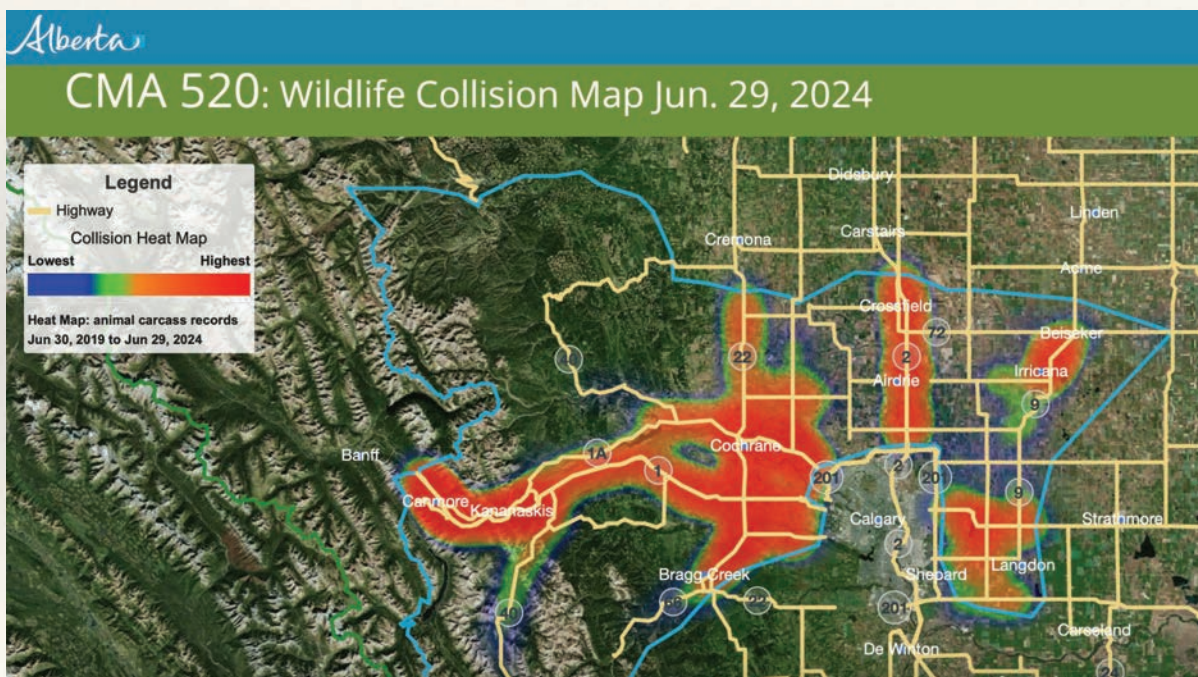 Alberta
CMA 520: Wildlife Collision Map Jun. 29, 2024
Legend
Highway
Collision Heat Map
Lowest Highest
Heat Map: animal carcass records
Jun 30, 2019 to Jun 29, 2024
Didsbury
Linden
Cremona
Carstairs
Acme
Crossfield
72
Beiseker
22
2
Irricana
Airdrie
9
Banff
1A
Cochrane
1
201
2
201
Canmore
Kananaskis
9
Calgary
Strathmore
2
Bragg Creek
Shepard
Langdon
40
66
22
201
Carseland
De Winton
24